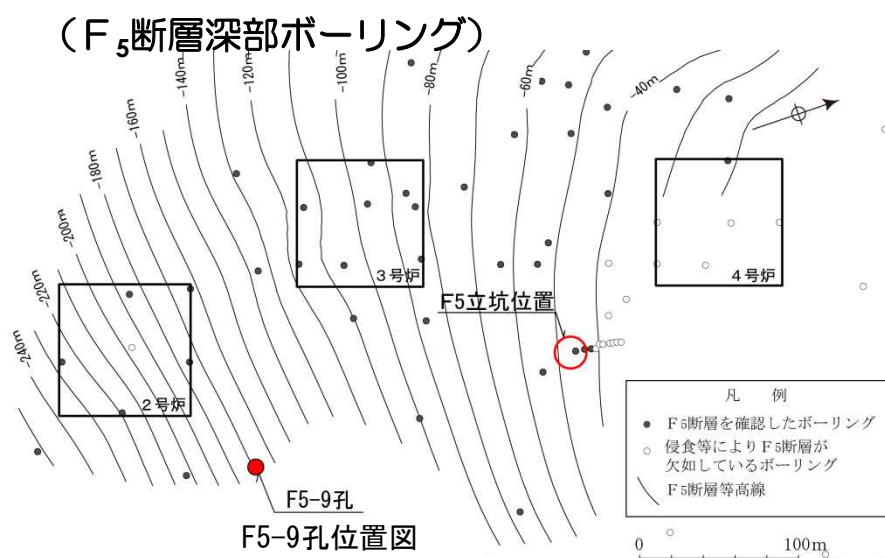 （Ｆ₅断層深部ボーリング）
-140m
-120m
-100m
-80m
-60m
-40m
-160m
-180m
-200m
-220m
-240m
3号炉
4号炉
2号炉
F5立坑位置
F5-9孔
F5-9孔位置図
凡　例
Ｆ5断層を確認したボーリング
侵食等によりＦ5断層が
欠如しているボーリング
Ｆ5断層等高線
0 100m